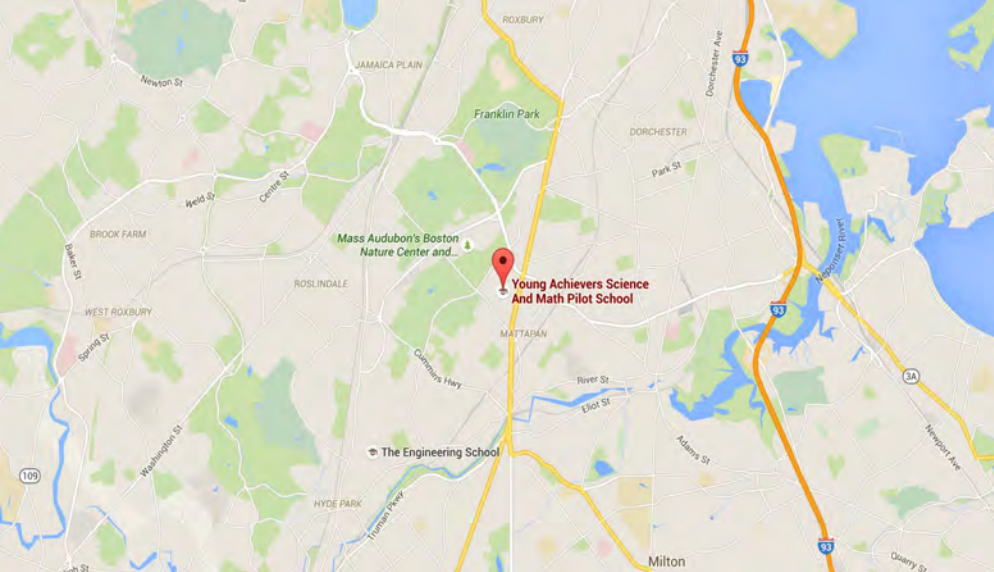 ROXBURY
93
Dorchester Ave
JAMAICA PLAIN
Newton St
Franklin Park
DORCHESTER
Park St
Weld St
Centre St
BROOK FARM
Mass Audubon's Boston
Nature Center and...
Baker St
Neponset River
ROSLINDALE
Young Achievers Science
And Math Pilot School
WEST ROXBURY
93
Spring St
MATTAPAN
Cummins Hwy
River St
3A
Eliot St
Washington St
The Engineering School
Adams St
Newport Ave
109
HYDE PARK
Truman Pkwy
93
Milton
Quarry St